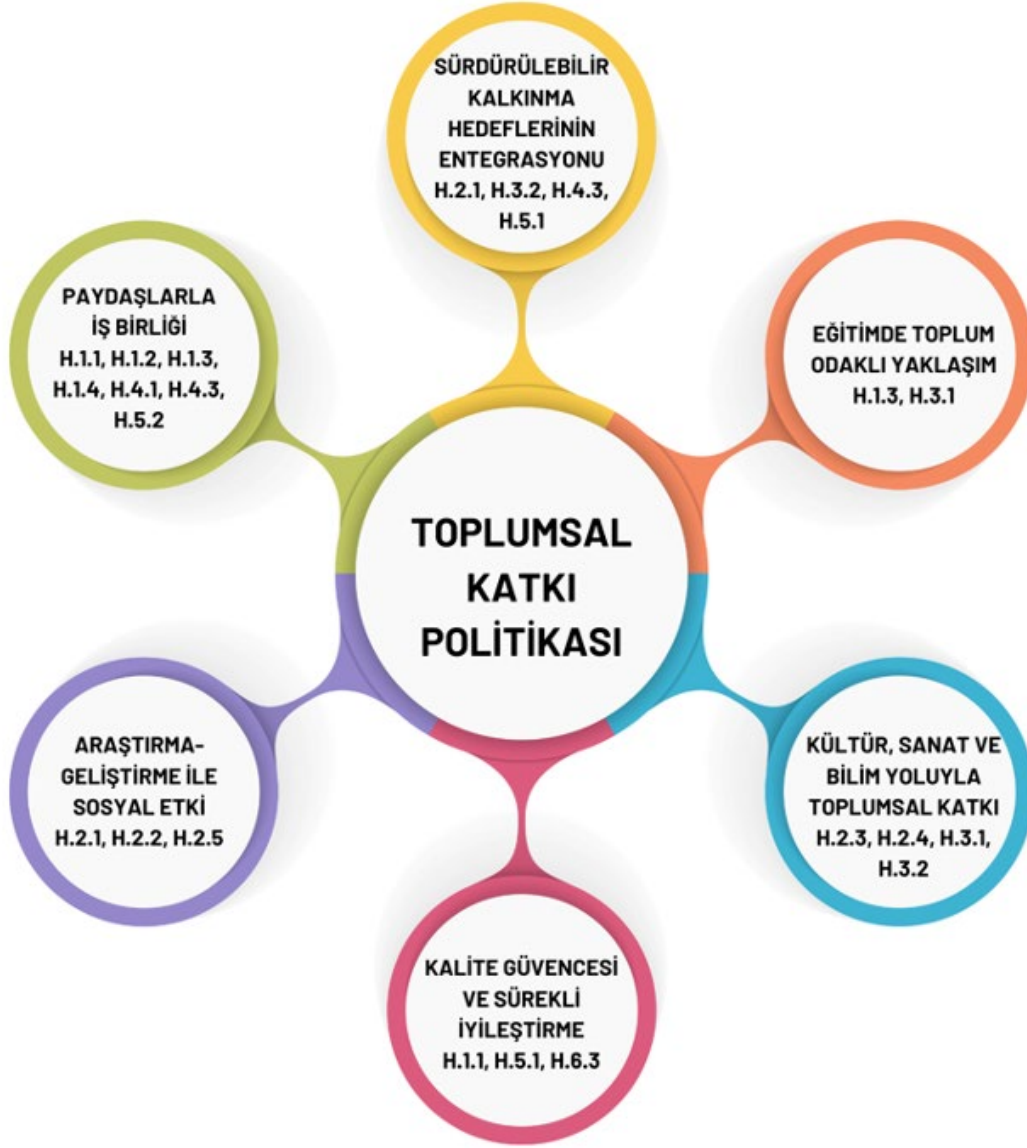 SÜRDÜRÜLEBİLİR
KALKINMA
HEDEFLERİNİN
ENTEGRASYONU
H.2.1, H.3.2, H.4.3,
H.5.1
PAYDAŞLARLA
İŞ BİRLİĞİ
H.1.1, H.1.2, H.1.3,
H.1.4, H.4.1, H.4.3,
H.5.2
EĞİTİMDE TOPLUM
ODAKLI YAKLAŞIM
H.1.3, H.3.1
TOPLUMSAL
KATKI
POLİTİKASI
ARAŞTIRMA-
GELİŞTİRME İLE
SOSYAL ETKİ
H.2.1, H.2.2, H.2.5
KÜLTÜR, SANAT VE
BİLİM YOLUYLA
TOPLUMSAL KATKI
H.2.3, H.2.4, H.3.1,
H.3.2
KALİTE GÜVENCESİ
VE SÜREKLİ
İYİLEŞTİRME
H.1.1, H.5.1, H.6.3